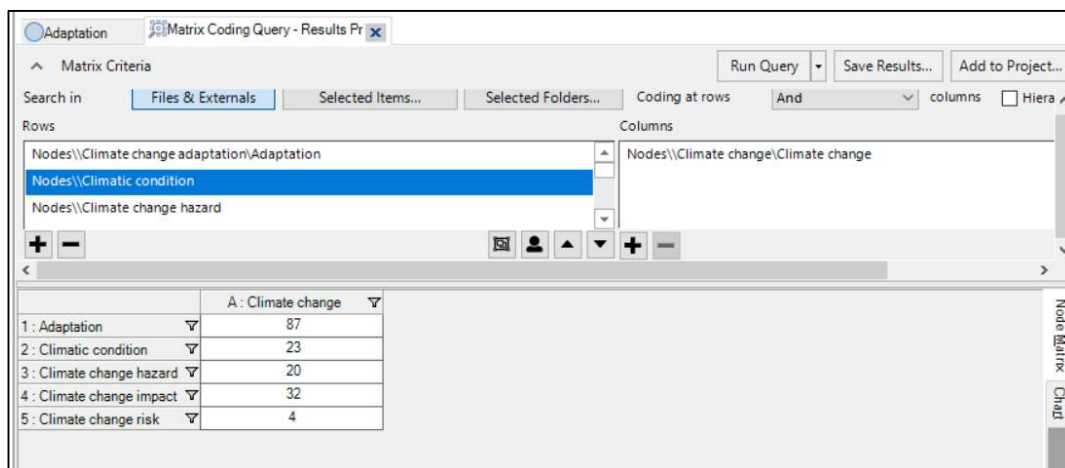 Adaptation
Matrix Coding Query - Results Pr
Matrix Criteria
Run Query
Save Results...
Add to Project...
Search in
Files & Externals
Selected Items...
Selected Folders...
Coding at rows
And
columns
Hiera
Rows
Columns
Nodes\\Climate change adaptation\Adaptation
Nodes\\Climatic condition
Nodes\\Climate change hazard
Nodes\\Climate change\Climate change
A : Climate change
1 : Adaptation 87
2 : Climatic condition 23
3 : Climate change hazard 20
4 : Climate change impact 32
5 : Climate change risk 4
Node Matrix
Chart